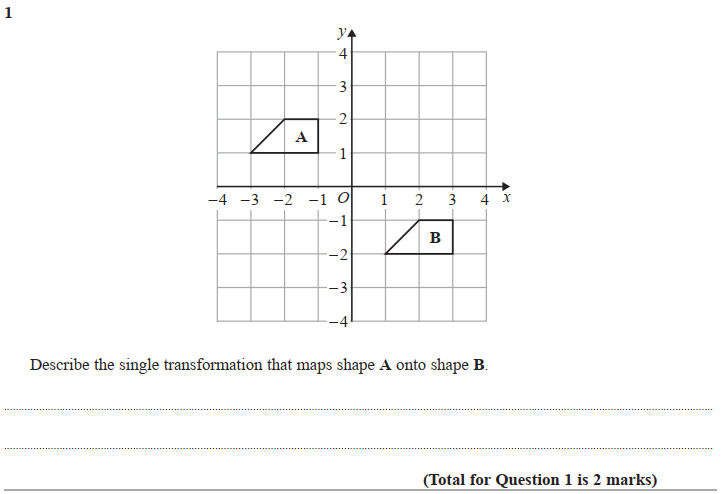 1
y
4
3
2
A
1
−4 −3 −2 −1 O 1 2 3 4 x
−1
B
−2
−3
−4
Describe the single transformation that maps shape A onto shape B.
(Total for Question 1 is 2 marks)